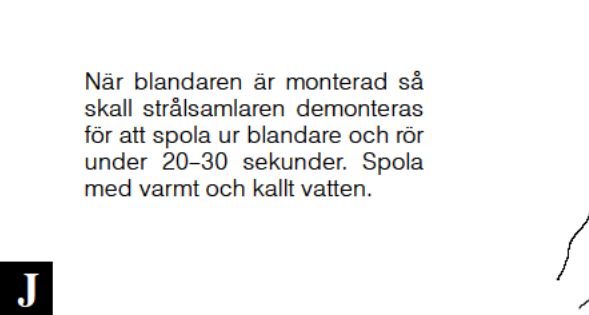 När blandaren är monterad så
skall strålsamlaren demonteras
för att spola ur blandare och rör
under 20–30 sekunder. Spola
med varmt och kallt vatten.
J